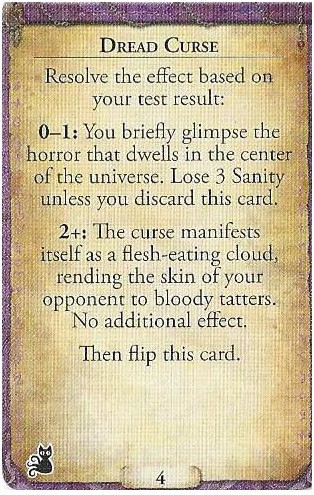 DREAD CURSE
Resolve the effect based on
your test result:
0–1: You briefly glimpse the
horror that dwells in the center
of the universe. Lose 3 Sanity
unless you discard this card.
2+: The curse manifests
itself as a flesh-eating cloud,
rending the skin of your
opponent to bloody tatters.
No additional effect.
Then flip this card.
4